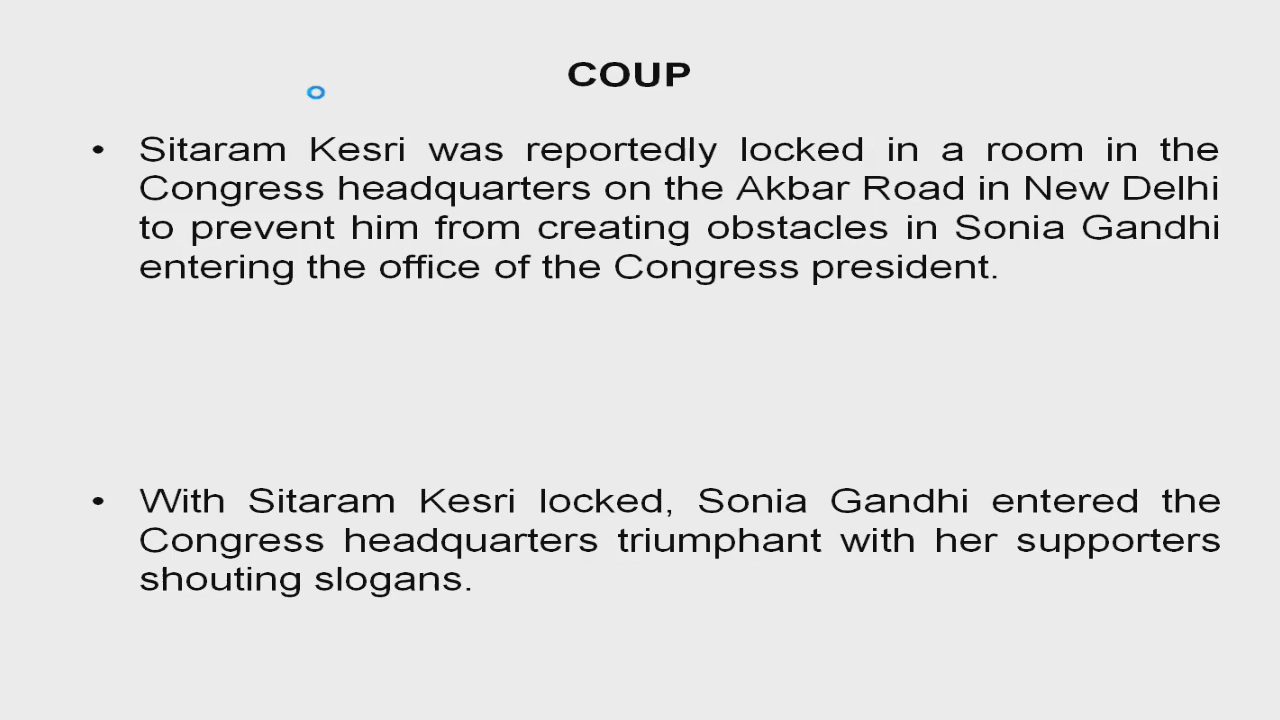 COUP
• Sitaram Kesri was reportedly locked in a room in the
Congress headquarters on the Akbar Road in New Delhi
to prevent him from creating obstacles in Sonia Gandhi
entering the office of the Congress president.
• With Sitaram Kesri locked, Sonia Gandhi entered the
Congress headquarters triumphant with her supporters
shouting slogans.